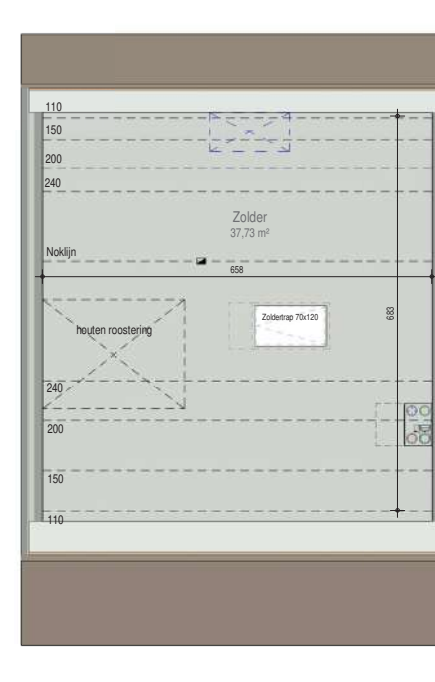 110
150
200
240
Zolder
37,73 m²
Noklijn
658
Zoldertrap 70x120
683
houten roostering
240
200
150
110